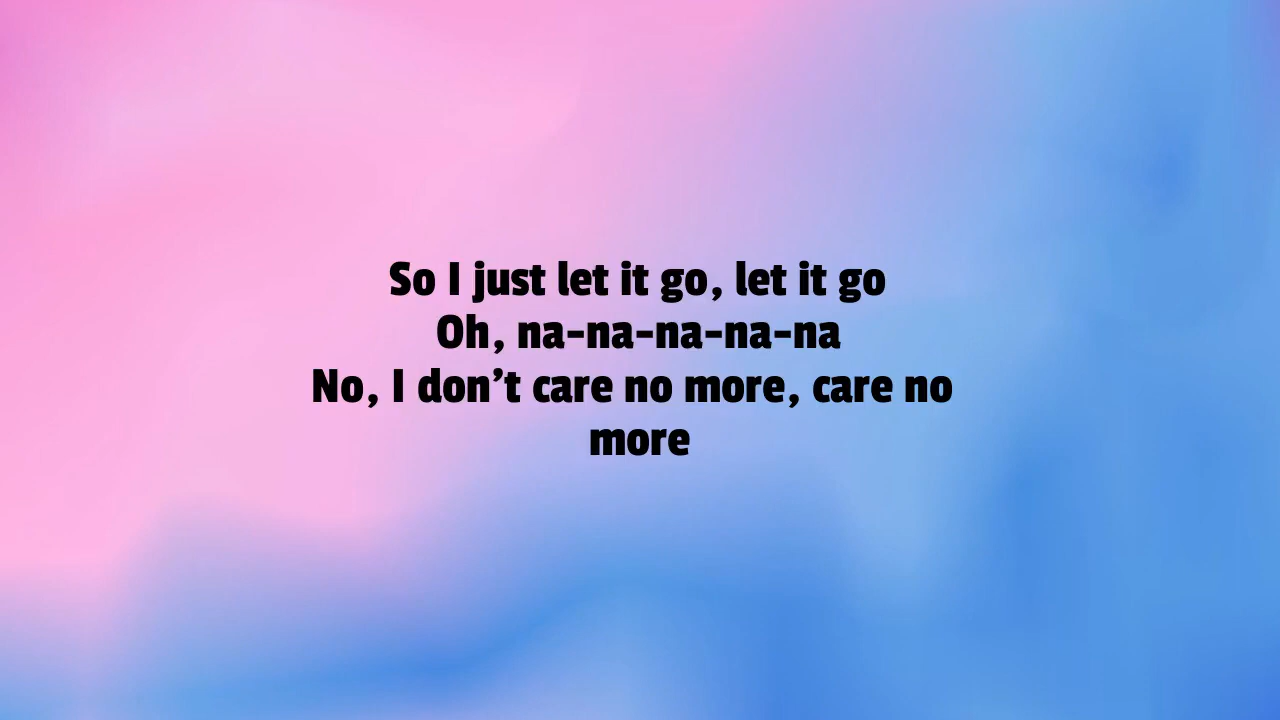 So I just let it go, let it go
Oh, na-na-na-na-na
No, I don’t care no more, care no
more